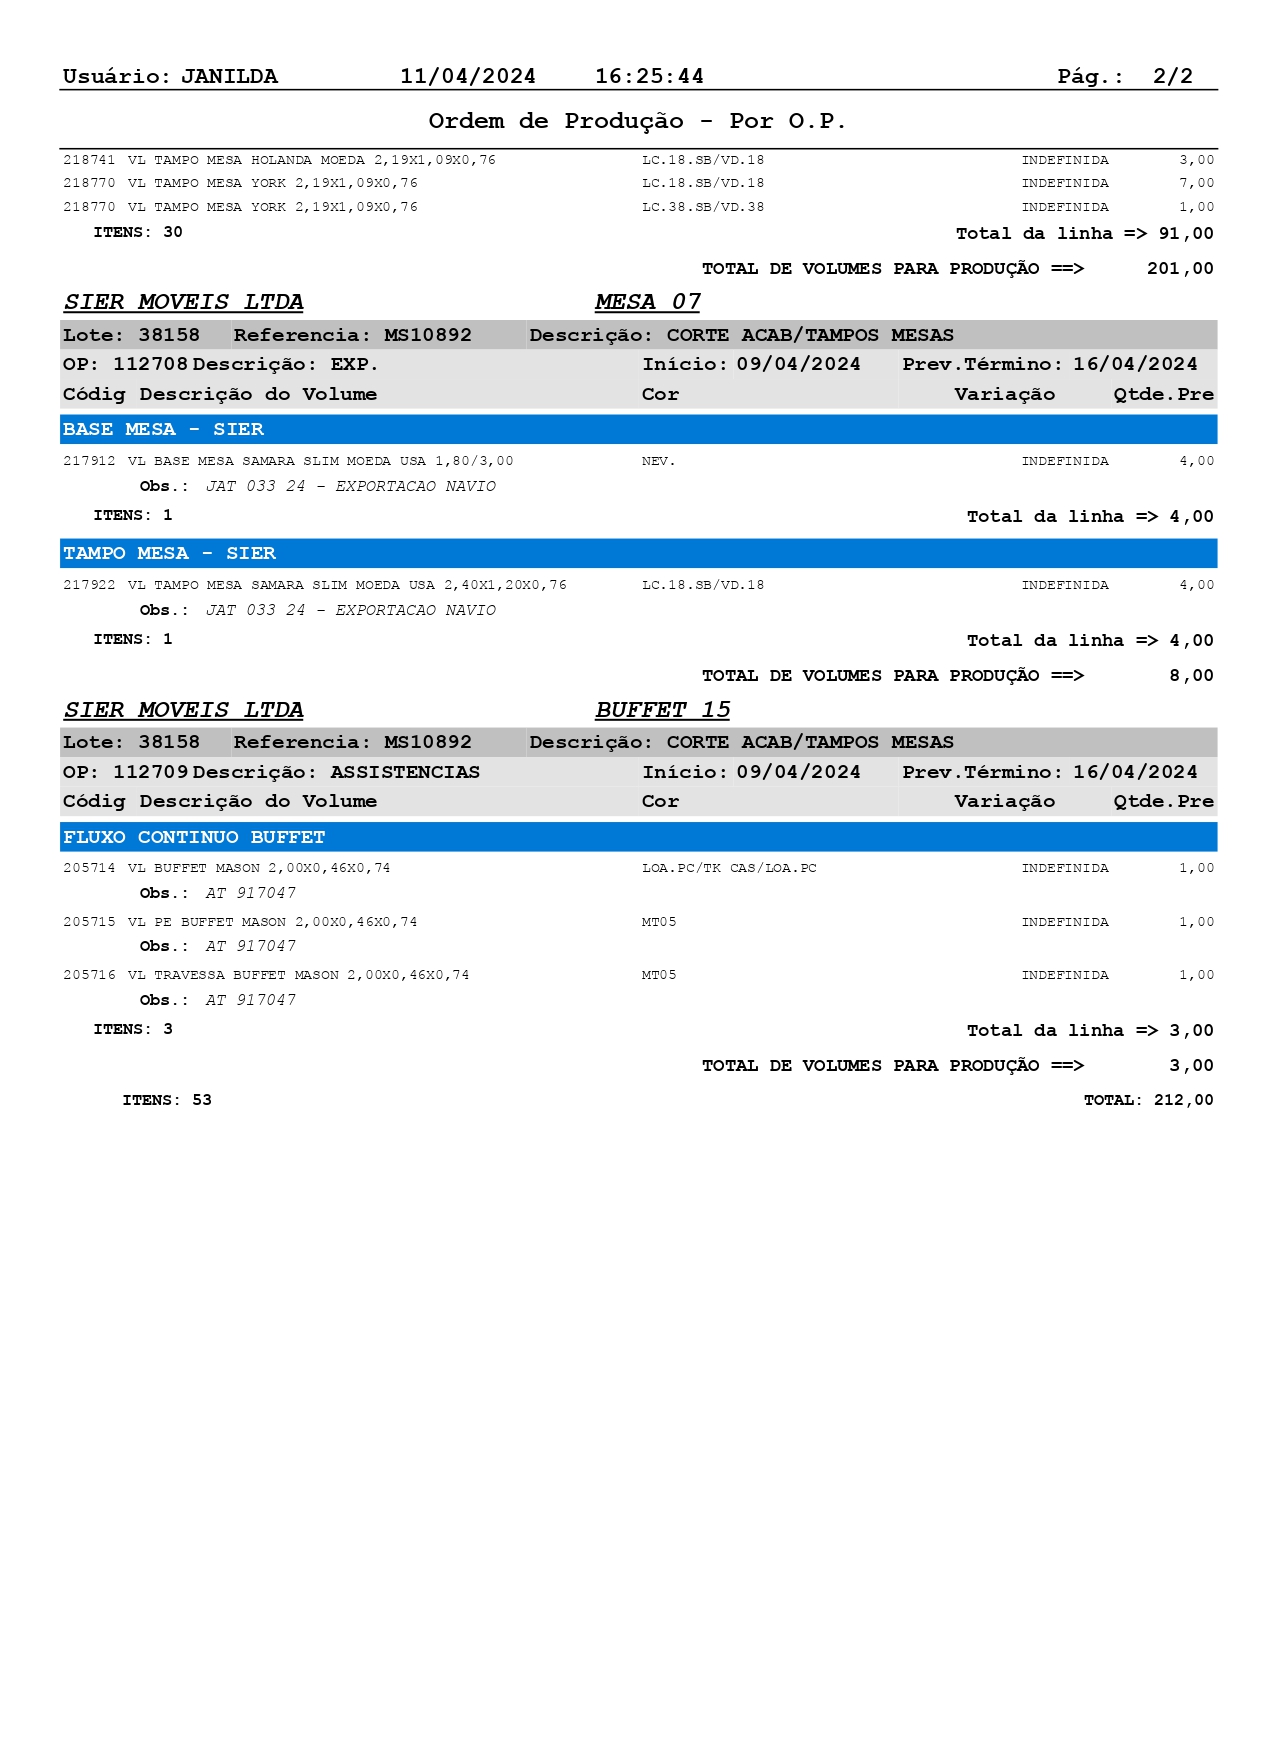 Usuário: JANILDA 11/04/2024 16:25:44 Pág.: 2/2
Ordem de Produção - Por O.P.
218741 VL TAMPO MESA HOLANDA MOEDA 2,19X1,09X0,76 LC.18.SB/VD.18 INDEFINIDA 3,00
218770 VL TAMPO MESA YORK 2,19X1,09X0,76 LC.18.SB/VD.18 INDEFINIDA 7,00
218770 VL TAMPO MESA YORK 2,19X1,09X0,76 LC.38.SB/VD.38 INDEFINIDA 1,00
ITENS: 30 Total da linha => 91,00
TOTAL DE VOLUMES PARA PRODUÇÃO ==> 201,00
SIER MOVEIS LTDA MESA 07
Lote: 38158 Referencia: MS10892 Descrição: CORTE ACAB/TAMPOS MESAS
OP: 112708 Descrição: EXP. Início: 09/04/2024 Prev.Término: 16/04/2024
Códig Descrição do Volume Cor Variação Qtde.Pre
BASE MESA - SIER
217912 VL BASE MESA SAMARA SLIM MOEDA USA 1,80/3,00 NEV. INDEFINIDA 4,00
Obs.: JAT 033 24 - EXPORTACAO NAVIO
ITENS: 1 Total da linha => 4,00
TAMPO MESA - SIER
217922 VL TAMPO MESA SAMARA SLIM MOEDA USA 2,40X1,20X0,76 LC.18.SB/VD.18 INDEFINIDA 4,00
Obs.: JAT 033 24 - EXPORTACAO NAVIO
ITENS: 1 Total da linha => 4,00
TOTAL DE VOLUMES PARA PRODUÇÃO ==> 8,00
SIER MOVEIS LTDA BUFFET 15
Lote: 38158 Referencia: MS10892 Descrição: CORTE ACAB/TAMPOS MESAS
OP: 112709 Descrição: ASSISTENCIAS Início: 09/04/2024 Prev.Término: 16/04/2024
Códig Descrição do Volume Cor Variação Qtde.Pre
FLUXO CONTINUO BUFFET
205714 VL BUFFET MASON 2,00X0,46X0,74 LOA.PC/TK CAS/LOA.PC INDEFINIDA 1,00
Obs.: AT 917047
205715 VL PE BUFFET MASON 2,00X0,46X0,74 MT05 INDEFINIDA 1,00
Obs.: AT 917047
205716 VL TRAVESSA BUFFET MASON 2,00X0,46X0,74 MT05 INDEFINIDA 1,00
Obs.: AT 917047
ITENS: 3 Total da linha => 3,00
TOTAL DE VOLUMES PARA PRODUÇÃO ==> 3,00
ITENS: 53 TOTAL: 212,00